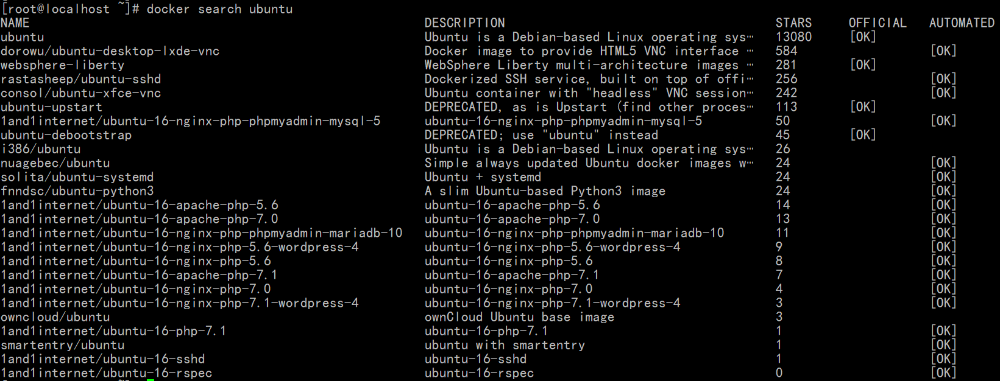 [root@localhost ~]# docker search ubuntu
NAME DESCRIPTION STARS OFFICIAL AUTOMATED
ubuntu Ubuntu is a Debian-based Linux operating sys… 13080 [OK]
dorowu/ubuntu-desktop-lxde-vnc Docker image to provide HTML5 VNC interface … 584 [OK]
websphere-liberty WebSphere Liberty multi-architecture images … 281 [OK]
rastasheep/ubuntu-sshd Dockerized SSH service, built on top of offi… 256 [OK]
consol/ubuntu-xfce-vnc Ubuntu container with "headless" VNC session… 242 [OK]
ubuntu-upstart DEPRECATED, as is Upstart (find other proces… 113 [OK]
1and1internet/ubuntu-16-nginx-php-phpmyadmin-mysql-5 ubuntu-16-nginx-php-phpmyadmin-mysql-5 50 [OK]
ubuntu-debootstrap DEPRECATED; use "ubuntu" instead 45 [OK]
i386/ubuntu Ubuntu is a Debian-based Linux operating sys… 26
nuagebec/ubuntu Simple always updated Ubuntu docker images w… 24 [OK]
solita/ubuntu-systemd Ubuntu + systemd 24 [OK]
fnndsc/ubuntu-python3 A slim Ubuntu-based Python3 image 24 [OK]
1and1internet/ubuntu-16-apache-php-5.6 ubuntu-16-apache-php-5.6 14 [OK]
1and1internet/ubuntu-16-apache-php-7.0 ubuntu-16-apache-php-7.0 13 [OK]
1and1internet/ubuntu-16-nginx-php-phpmyadmin-mariadb-10 ubuntu-16-nginx-php-phpmyadmin-mariadb-10 11 [OK]
1and1internet/ubuntu-16-nginx-php-5.6-wordpress-4 ubuntu-16-nginx-php-5.6-wordpress-4 9 [OK]
1and1internet/ubuntu-16-nginx-php-5.6 ubuntu-16-nginx-php-5.6 8 [OK]
1and1internet/ubuntu-16-apache-php-7.1 ubuntu-16-apache-php-7.1 7 [OK]
1and1internet/ubuntu-16-nginx-php-7.0 ubuntu-16-nginx-php-7.0 4 [OK]
1and1internet/ubuntu-16-nginx-php-7.1-wordpress-4 ubuntu-16-nginx-php-7.1-wordpress-4 3 [OK]
owncloud/ubuntu ownCloud Ubuntu base image 3
1and1internet/ubuntu-16-php-7.1 ubuntu-16-php-7.1 1 [OK]
smartentry/ubuntu ubuntu with smartentry 1 [OK]
1and1internet/ubuntu-16-sshd ubuntu-16-sshd 1 [OK]
1and1internet/ubuntu-16-rspec ubuntu-16-rspec 0 [OK]